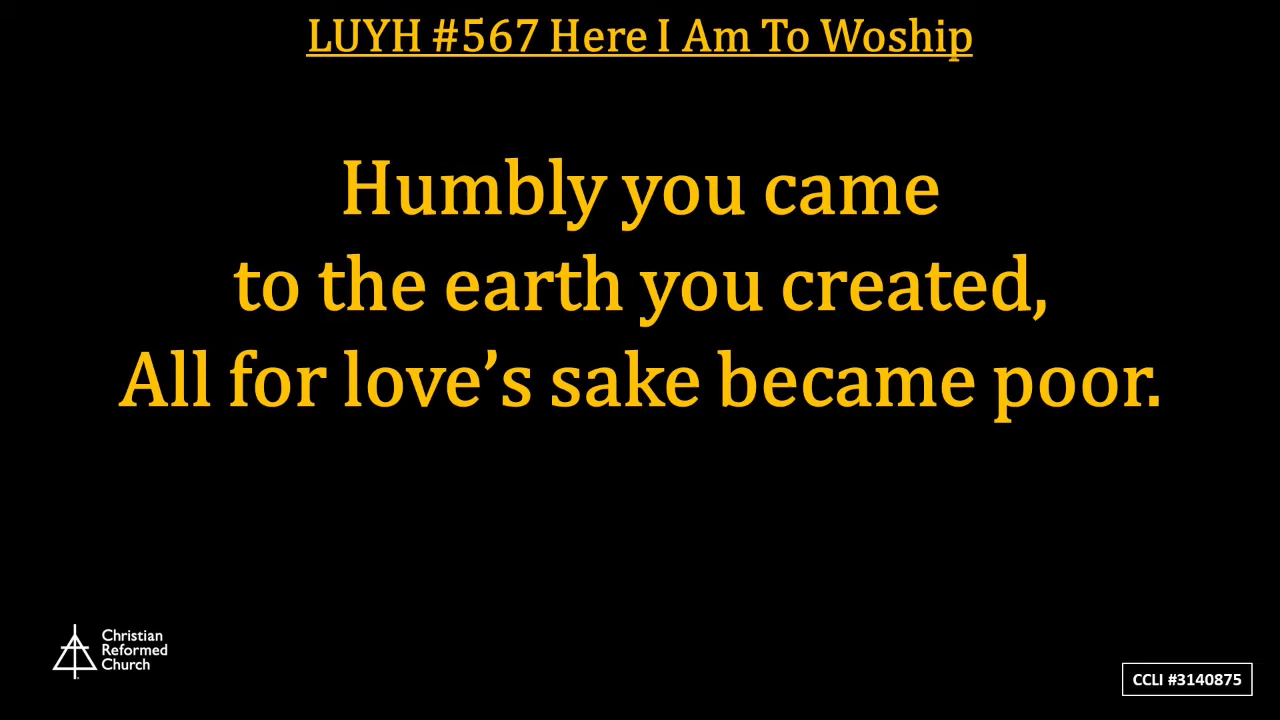 LUYH #567 Here I Am To Woship
Humbly you came
to the earth you created,
All for love’s sake became poor.
Christian
Reformed
Church
CCLI #3140875